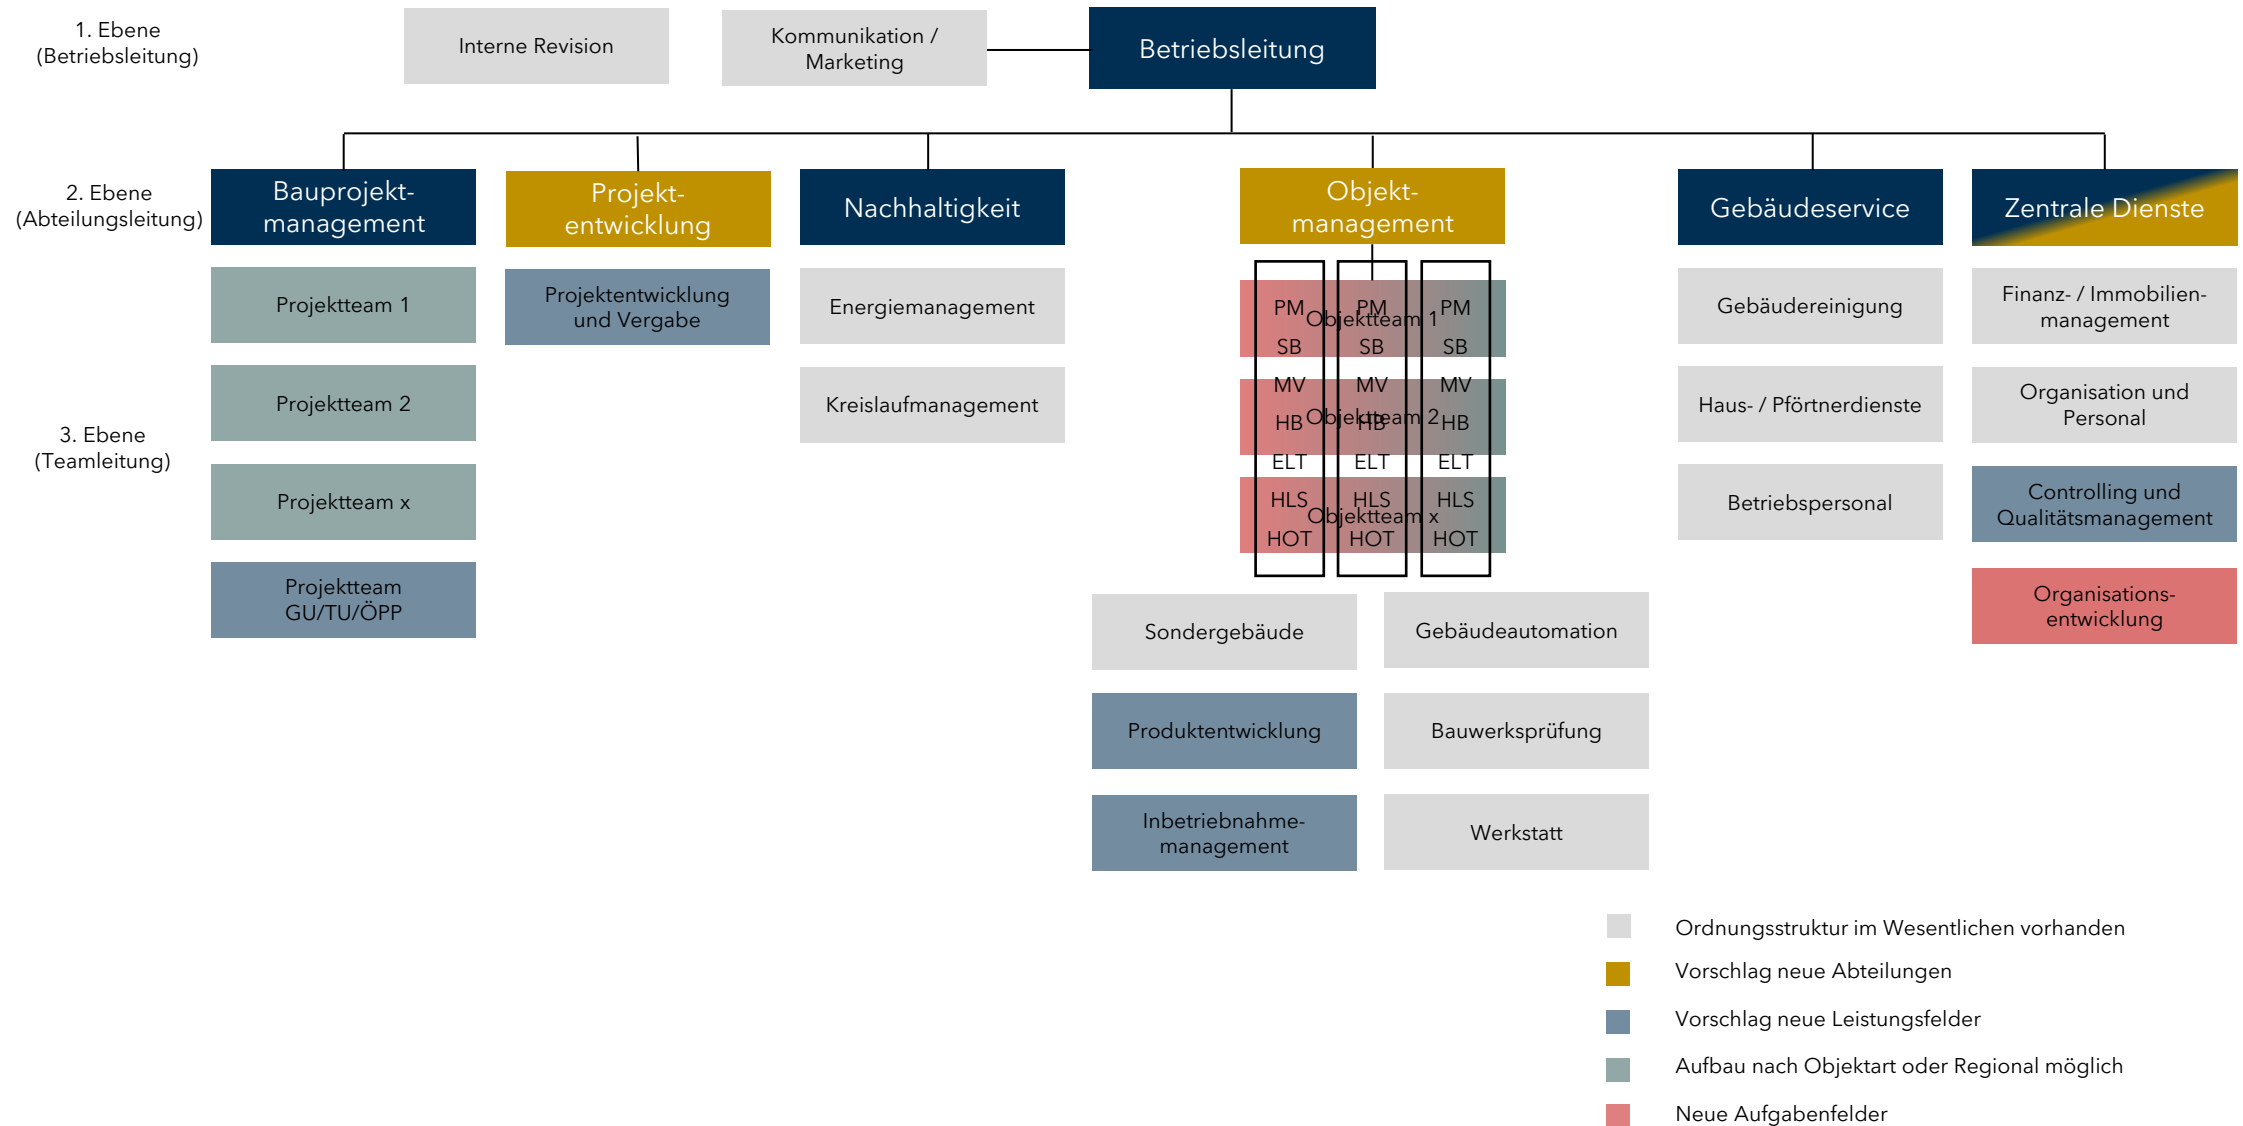 1. Ebene
(Betriebsleitung)
Interne Revision
Kommunikation /
Marketing
Betriebsleitung
2. Ebene
(Abteilungsleitung)
Bauprojekt-
management
Projekt-
entwicklung
Nachhaltigkeit
Objekt-
management
Gebäudeservice
Zentrale Dienste
3. Ebene
(Teamleitung)
Projektteam 1
Projektteam 2
Projektteam x
Projektteam
GU/TU/ÖPP
Projektentwicklung
und Vergabe
Energiemanagement
Kreislaufmanagement
Objektteam 1
Objektteam 2
Objektteam x
PM
SB
MV
HB
ELT
HLS
HOT
PM
SB
MV
HB
ELT
HLS
HOT
PM
SB
MV
HB
ELT
HLS
HOT
Sondergebäude
Produktentwicklung
Inbetriebnahme-
management
Gebäudeautomation
Bauwerksprüfung
Werkstatt
Gebäudereinigung
Haus- / Pförtnerdienste
Betriebspersonal
Finanz- / Immobilien-
management
Organisation und
Personal
Controlling und
Qualitätsmanagement
Organisations-
entwicklung
Ordnungsstruktur im Wesentlichen vorhanden
Vorschlag neue Abteilungen
Vorschlag neue Leistungsfelder
Aufbau nach Objektart oder Regional möglich
Neue Aufgabenfelder